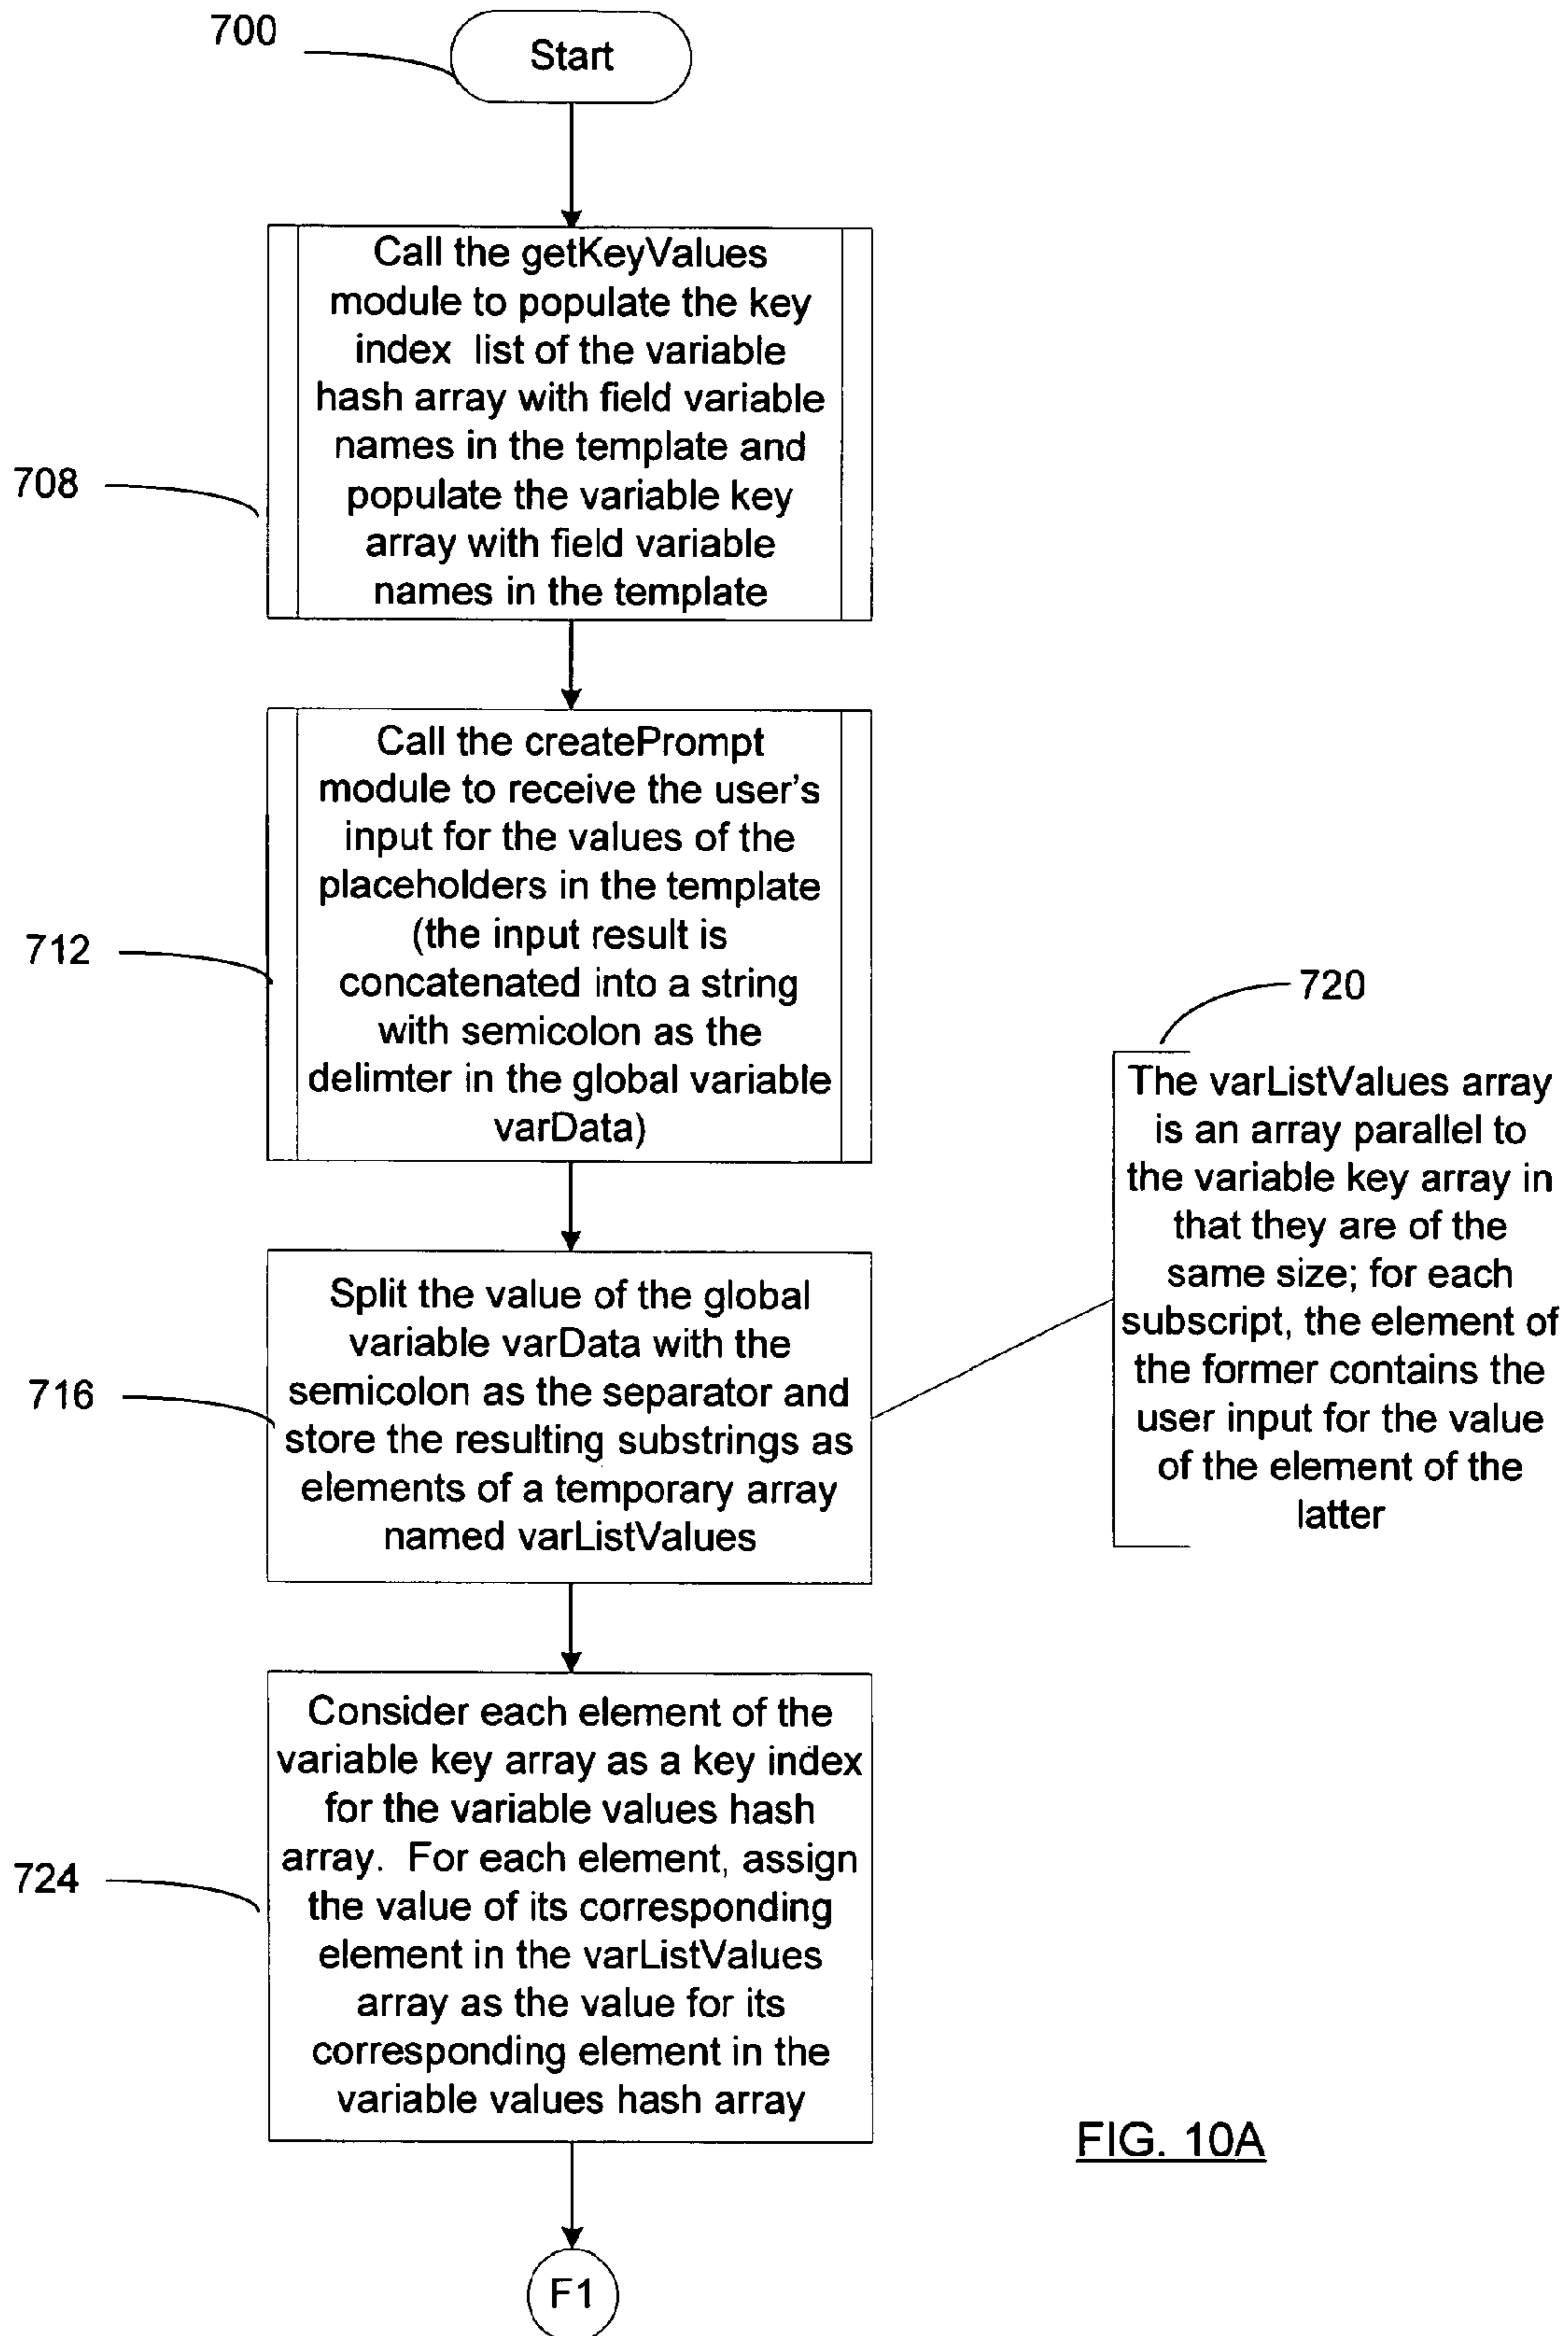 700
Start
708
Call the getKeyValues
module to populate the key
index list of the variable
hash array with field variable
names in the template and
populate the variable key
array with field variable
names in the template
712
Call the createPrompt
module to receive the user's
input for the values of the
placeholders in the template
(the input result is
concatenated into a string
with semicolon as the
delimter in the global variable
varData)
716
Split the value of the global
variable varData with the
semicolon as the separator and
store the resulting substrings as
elements of a temporary array
named varListValues
720
The varListValues array
is an array parallel to
the variable key array in
that they are of the
same size; for each
subscript, the element of
the former contains the
user input for the value
of the element of the
latter
724
Consider each element of the
variable key array as a key index
for the variable values hash
array. For each element, assign
the value of its corresponding
element in the varListValues
array as the value for its
corresponding element in the
variable values hash array
F1
FIG. 10A